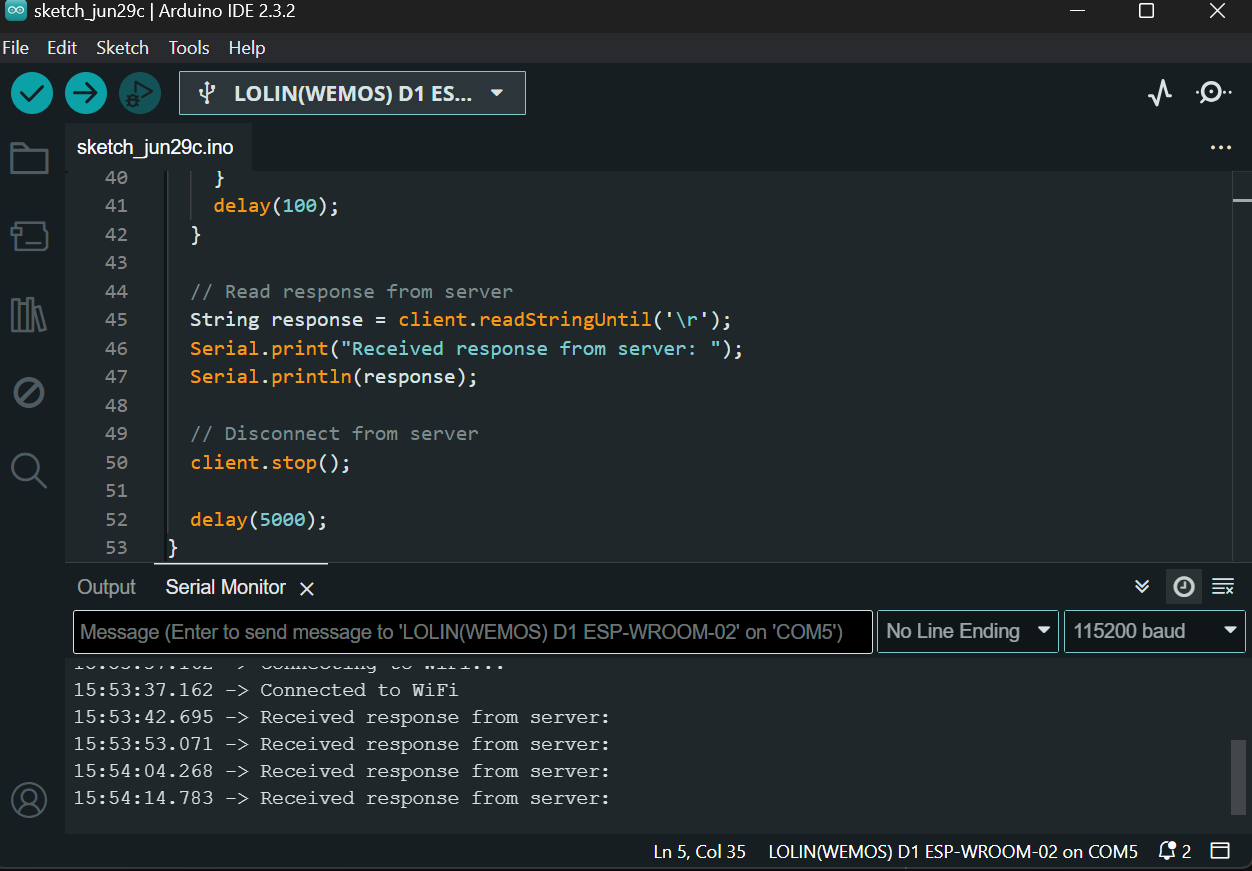 sketch_jun29c | Arduino IDE 2.3.2
File Edit Sketch Tools Help
LOLIN(WEMOS) D1 ES...
sketch_jun29c.ino
40 }
41 delay(100);
42 }
43
44 // Read response from server
45 String response = client.readStringUntil('\r');
46 Serial.print("Received response from server: ");
47 Serial.println(response);
48
49 // Disconnect from server
50 client.stop();
51
52 delay(5000);
53 }
Output Serial Monitor
Message (Enter to send message to 'LOLIN(WEMOS) D1 ESP-WROOM-02' on 'COM5') No Line Ending 115200 baud
-> Connecting to WiFi...
15:53:37.162 -> Connected to WiFi
15:53:42.695 -> Received response from server:
15:53:53.071 -> Received response from server:
15:54:04.268 -> Received response from server:
15:54:14.783 -> Received response from server:
Ln 5, Col 35 LOLIN(WEMOS) D1 ESP-WROOM-02 on COM5 2